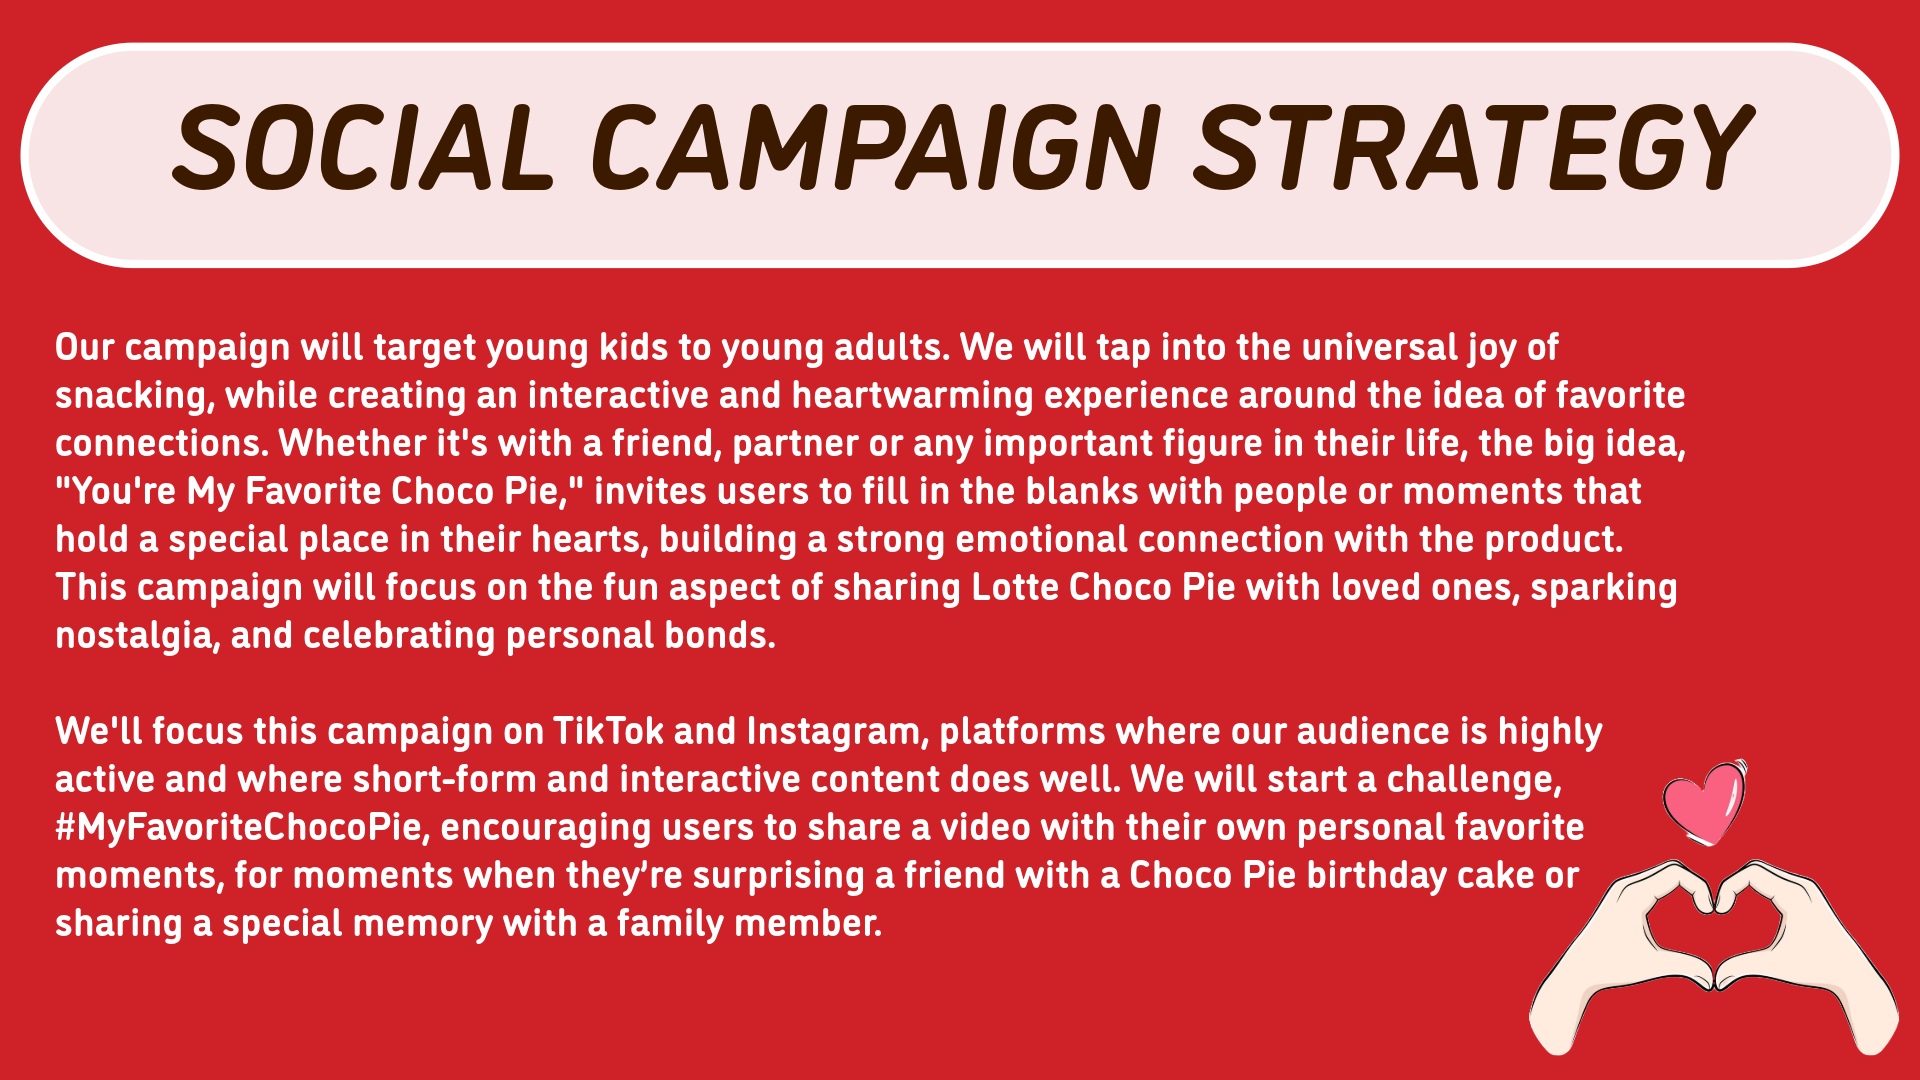 SOCIAL CAMPAIGN STRATEGY
Our campaign will target young kids to young adults. We will tap into the universal joy of
snacking, while creating an interactive and heartwarming experience around the idea of favorite
connections. Whether it's with a friend, partner or any important figure in their life, the big idea,
"You're My Favorite Choco Pie," invites users to fill in the blanks with people or moments that
hold a special place in their hearts, building a strong emotional connection with the product.
This campaign will focus on the fun aspect of sharing Lotte Choco Pie with loved ones, sparking
nostalgia, and celebrating personal bonds.
We'll focus this campaign on TikTok and Instagram, platforms where our audience is highly
active and where short-form and interactive content does well. We will start a challenge,
#MyFavoriteChocoPie, encouraging users to share a video with their own personal favorite
moments, for moments when they’re surprising a friend with a Choco Pie birthday cake or
sharing a special memory with a family member.